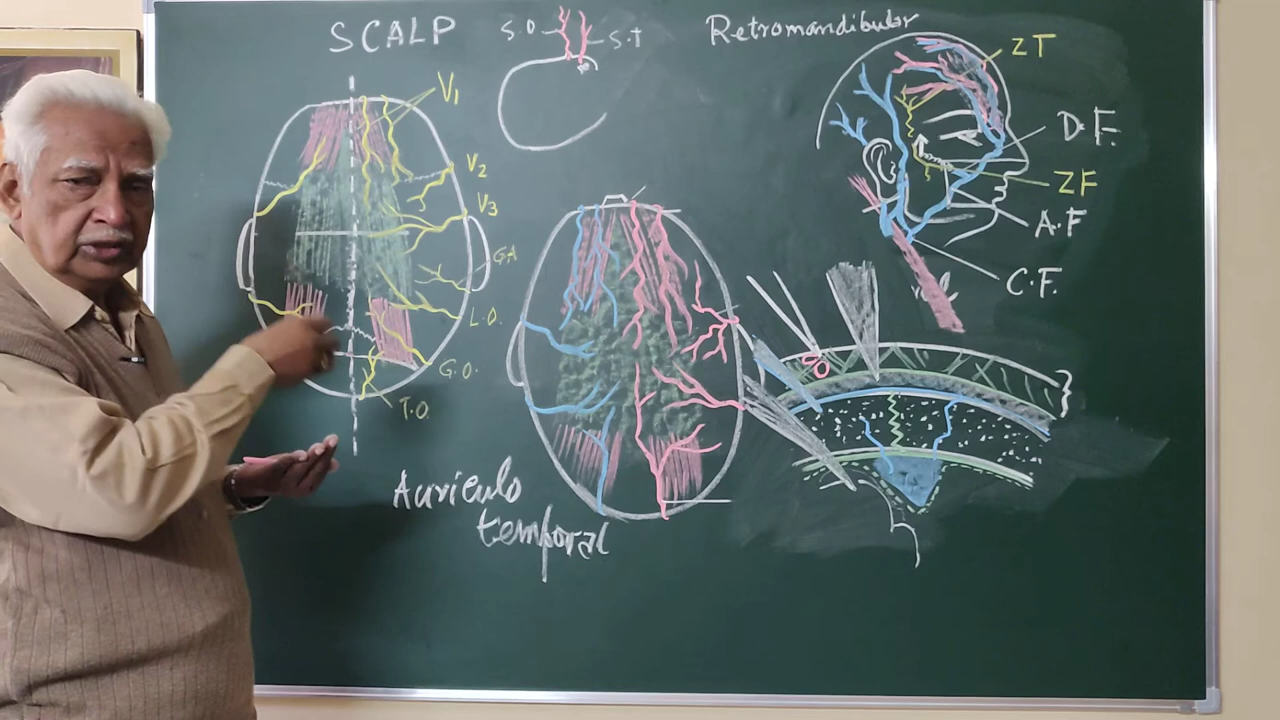 SCALP
S.O
S.T
Retromandibular
ZT
V1
D.F.
V2
ZF
V3
A.F
G.A
C.F.
L.O.
G.O.
T.O.
Auriculo
temporal